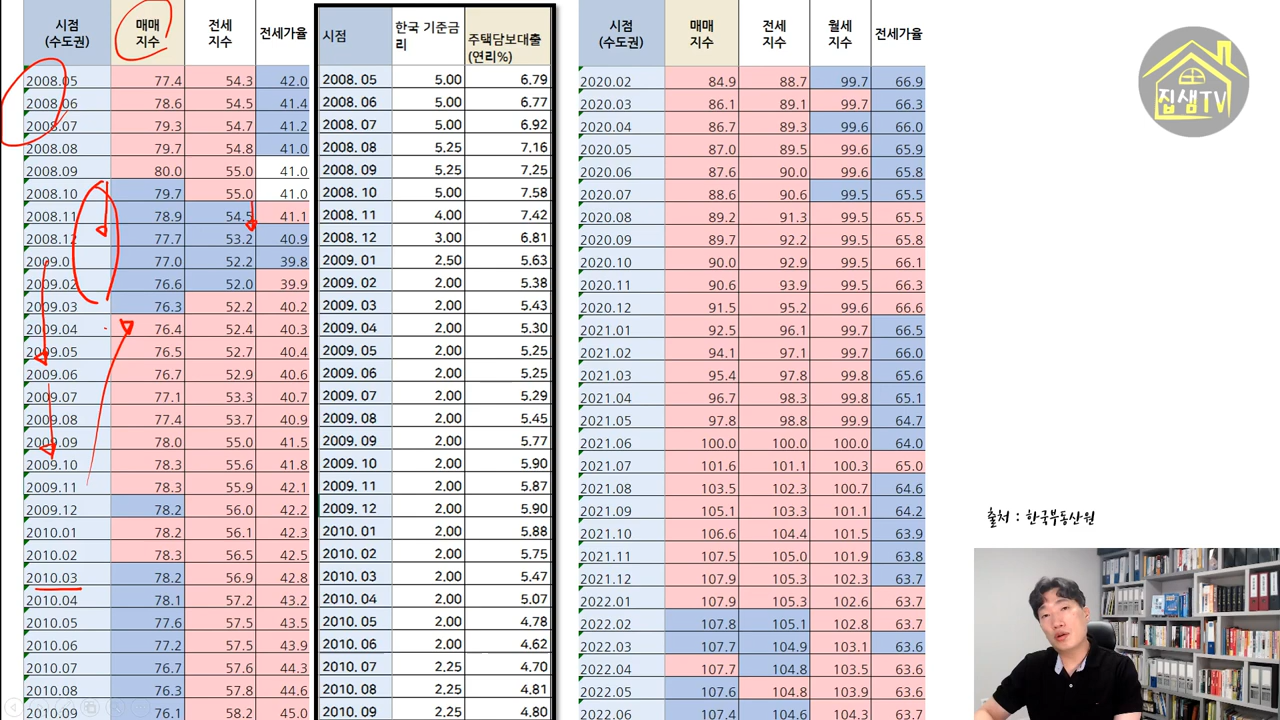 시점 (수도권) 매매 지수 전세 지수 전세가율
2008.05 77.4 54.3 42.0
2008.06 78.6 54.5 41.4
2008.07 79.3 54.7 41.2
2008.08 79.7 54.8 41.0
2008.09 80.0 55.0 41.0
2008.10 79.7 55.0 41.0
2008.11 78.9 54.5 41.1
2008.12 77.7 53.2 40.9
2009.01 77.0 52.2 39.8
2009.02 76.6 52.0 39.9
2009.03 76.3 52.2 40.2
2009.04 76.4 52.4 40.3
2009.05 76.5 52.7 40.4
2009.06 76.7 52.9 40.6
2009.07 77.1 53.3 40.7
2009.08 77.4 53.7 40.9
2009.09 78.0 55.0 41.5
2009.10 78.3 55.6 41.8
2009.11 78.3 55.9 42.1
2009.12 78.2 56.0 42.2
2010.01 78.2 56.1 42.3
2010.02 78.3 56.5 42.5
2010.03 78.2 56.9 42.8
2010.04 78.1 57.2 43.2
2010.05 77.6 57.5 43.5
2010.06 77.2 57.5 43.9
2010.07 76.7 57.6 44.3
2010.08 76.3 57.8 44.6
2010.09 76.1 58.2 45.0
시점 한국 기준금리 주택담보대출 (연리%)
2008. 05 5.00 6.79
2008. 06 5.00 6.77
2008. 07 5.00 6.92
2008. 08 5.25 7.16
2008. 09 5.25 7.25
2008. 10 5.00 7.58
2008. 11 4.00 7.42
2008. 12 3.00 6.81
2009. 01 2.50 5.63
2009. 02 2.00 5.38
2009. 03 2.00 5.43
2009. 04 2.00 5.30
2009. 05 2.00 5.25
2009. 06 2.00 5.25
2009. 07 2.00 5.29
2009. 08 2.00 5.45
2009. 09 2.00 5.77
2009. 10 2.00 5.90
2009. 11 2.00 5.87
2009. 12 2.00 5.90
2010. 01 2.00 5.88
2010. 02 2.00 5.75
2010. 03 2.00 5.47
2010. 04 2.00 5.07
2010. 05 2.00 4.78
2010. 06 2.00 4.62
2010. 07 2.25 4.70
2010. 08 2.25 4.81
2010. 09 2.25 4.80
시점 (수도권) 매매 지수 전세 지수 월세 지수 전세가율
2020.02 84.9 88.7 99.7 66.9
2020.03 86.1 89.1 99.7 66.3
2020.04 86.7 89.3 99.6 66.0
2020.05 87.0 89.5 99.6 65.9
2020.06 87.6 90.0 99.6 65.8
2020.07 88.6 90.6 99.5 65.5
2020.08 89.2 91.3 99.5 65.5
2020.09 89.7 92.2 99.5 65.8
2020.10 90.0 92.9 99.5 66.1
2020.11 90.6 93.9 99.5 66.3
2020.12 91.5 95.2 99.6 66.6
2021.01 92.5 96.1 99.7 66.5
2021.02 94.1 97.1 99.7 66.0
2021.03 95.4 97.8 99.8 65.6
2021.04 96.7 98.3 99.8 65.1
2021.05 97.8 98.8 99.9 64.7
2021.06 100.0 100.0 100.0 64.0
2021.07 101.6 101.1 100.3 65.0
2021.08 103.5 102.3 100.7 64.6
2021.09 105.1 103.3 101.1 64.2
2021.10 106.6 104.4 101.5 63.9
2021.11 107.5 105.0 101.9 63.8
2021.12 107.9 105.3 102.3 63.7
2022.01 107.9 105.3 102.6 63.7
2022.02 107.8 105.1 102.8 63.7
2022.03 107.7 104.9 103.1 63.6
2022.04 107.7 104.8 103.4 63.6
2022.05 107.6 104.8 103.9 63.6
2022.06 107.4 104.6 104.3 63.6
집샘TV
출처 : 한국부동산원